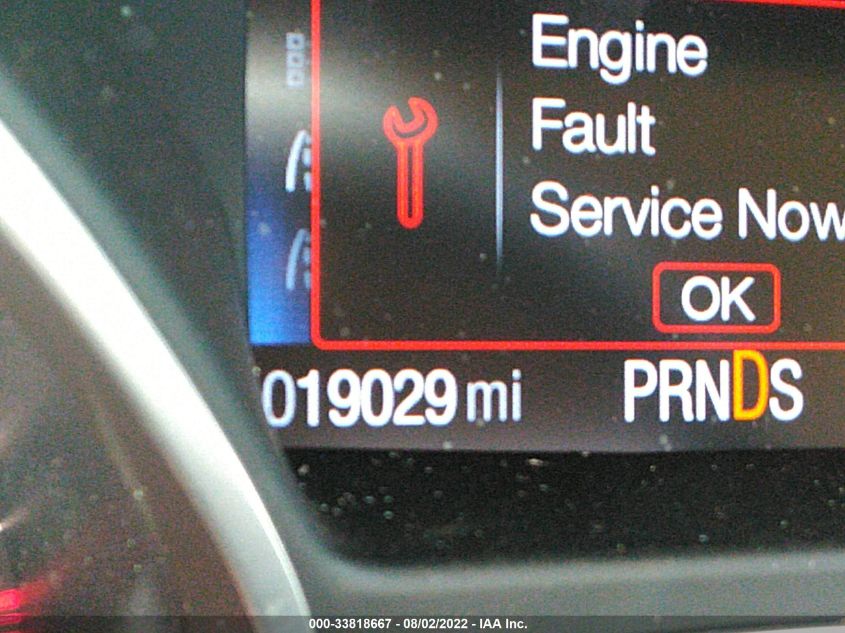 Engine
Fault
Service Now
OK
019029 mi PRNDS
000-33818667 - 08/02/2022 - IAA Inc.